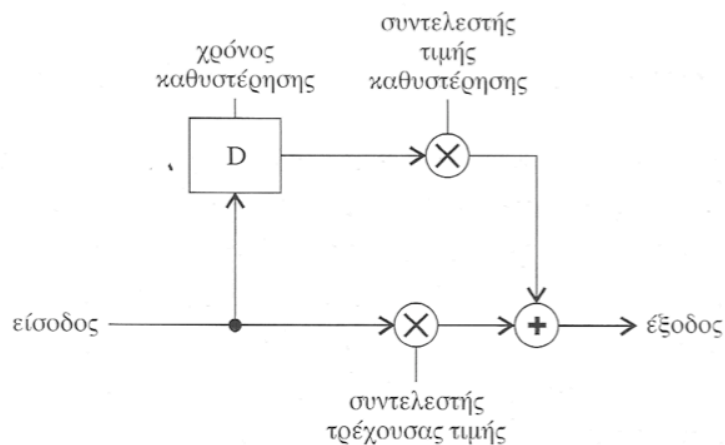 χρόνος
καθυστέρησης
συντελεστής
τιμής
καθυστέρησης
D
είσοδος
έξοδος
συντελεστής
τρέχουσας τιμής